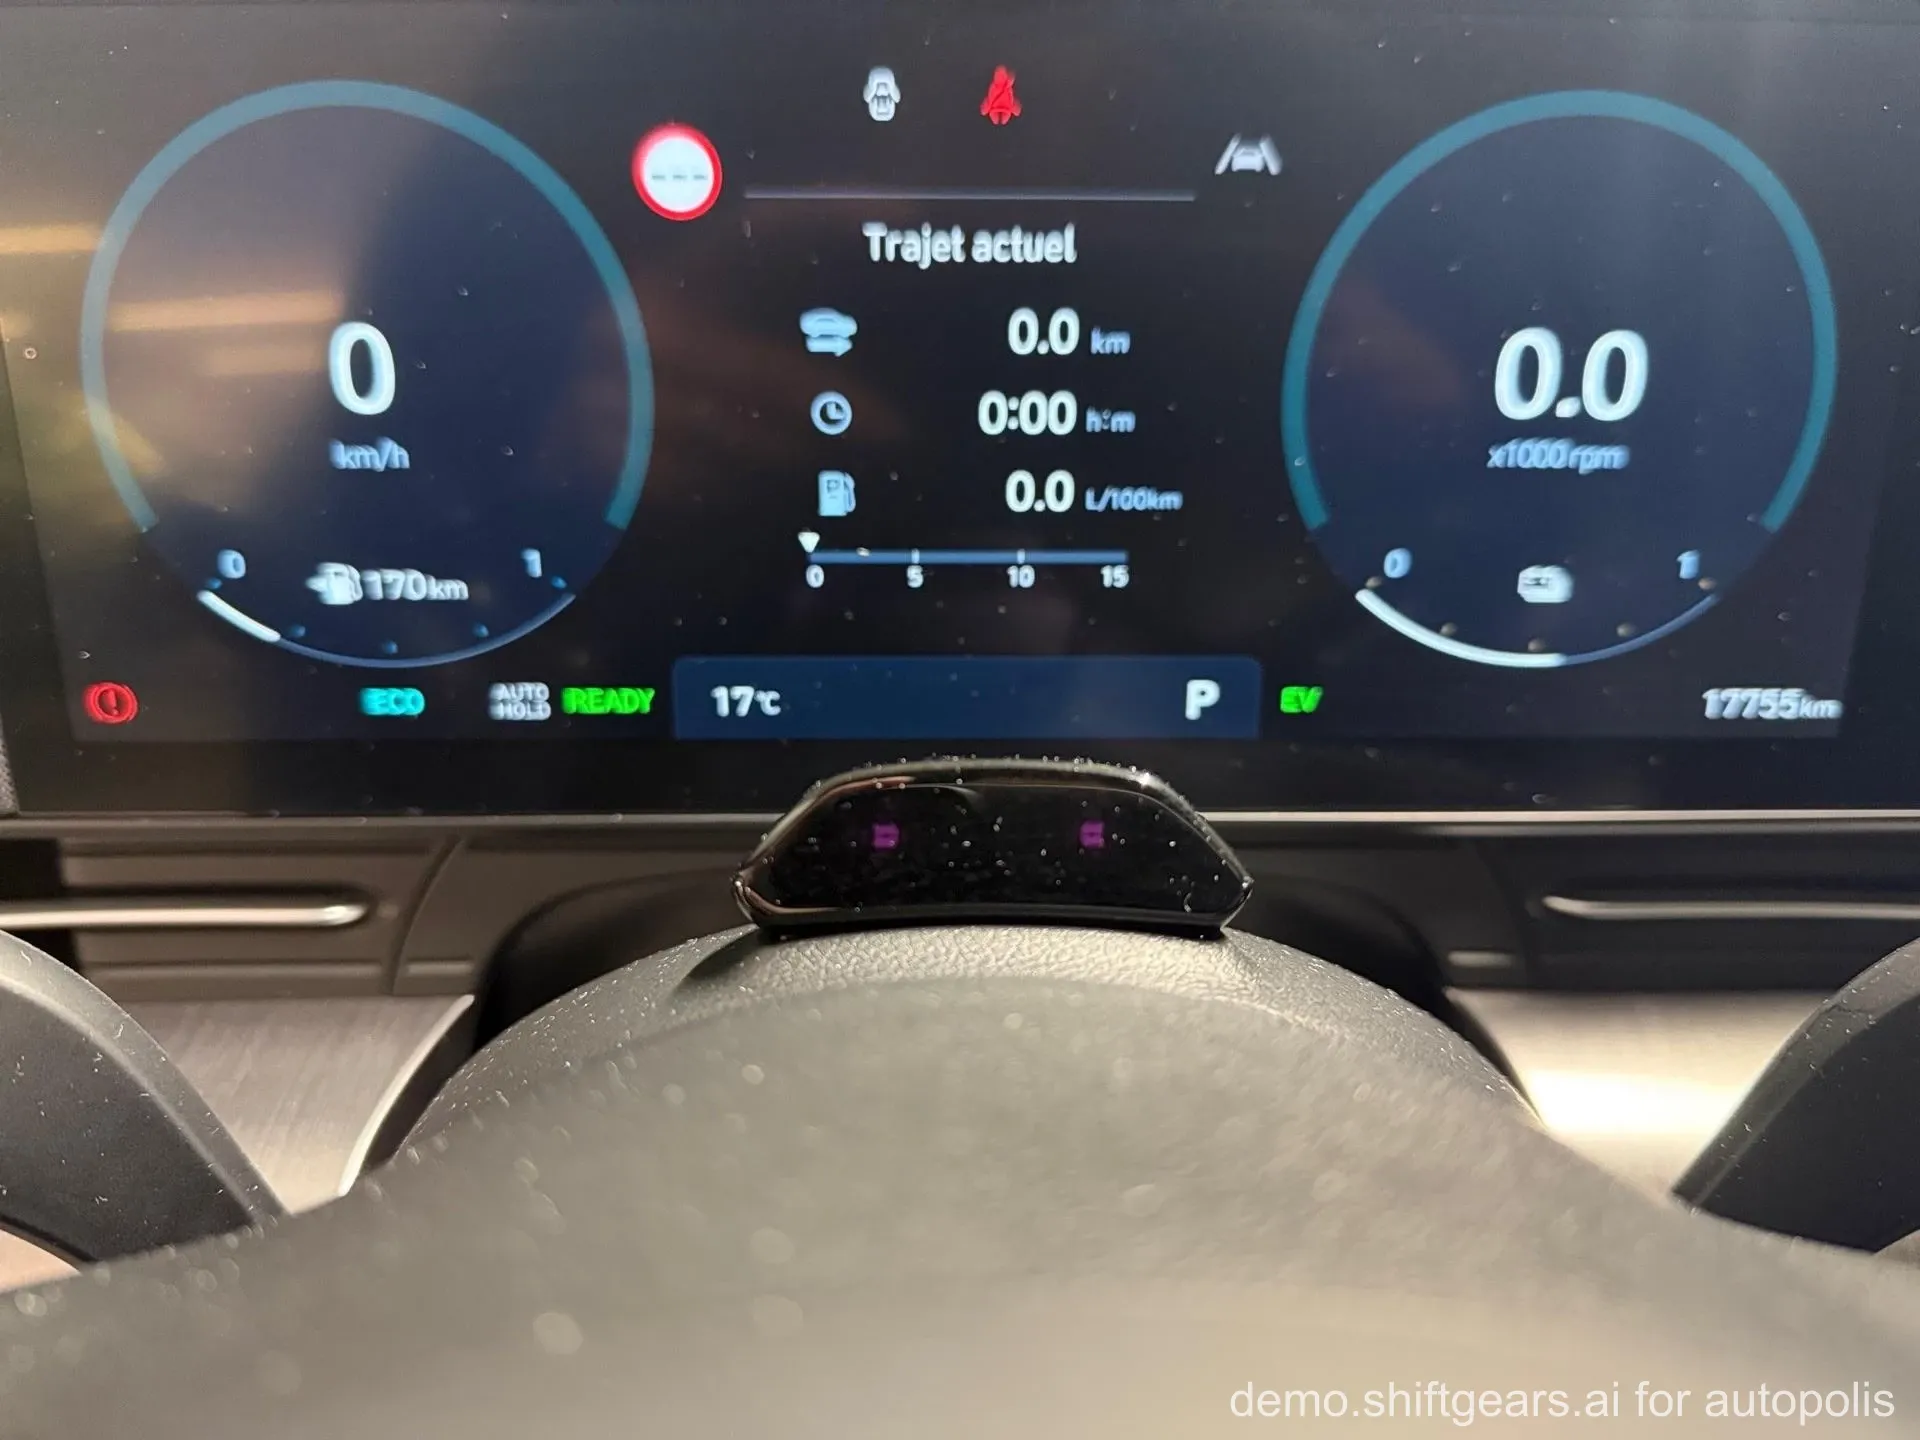 Trajet actuel
0
km/h
0.0 km
0:00 h:m
0.0 L/100km
0 5 10 15
0.0
x1000rpm
0 1
170km
0 1
ECO
AUTO HOLD
READY
17°C
P
EV
17755km
demo.shiftgears.ai for autopolis